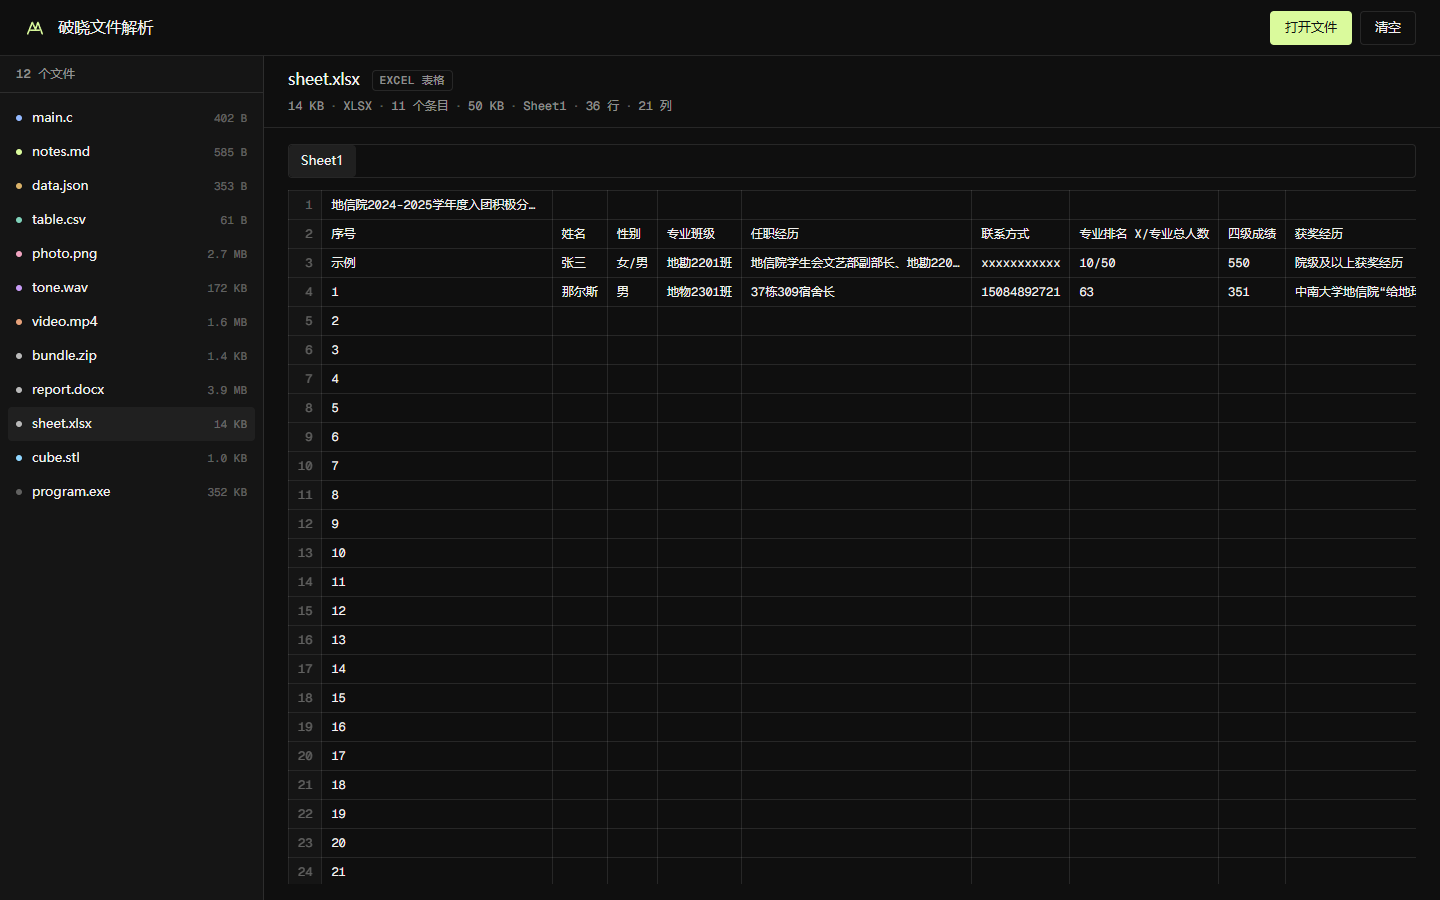 破晓文件解析
打开文件
清空
12 个文件
main.c 402 B
notes.md 585 B
data.json 353 B
table.csv 61 B
photo.png 2.7 MB
tone.wav 172 KB
video.mp4 1.6 MB
bundle.zip 1.4 KB
report.docx 3.9 MB
sheet.xlsx 14 KB
cube.stl 1.0 KB
program.exe 352 KB
sheet.xlsx EXCEL 表格
14 KB · XLSX · 11 个条目 · 50 KB · Sheet1 · 36 行 · 21 列
Sheet1
1 地信院2024-2025学年度入团积极分…
2 序号 姓名 性别 专业班级 任职经历 联系方式 专业排名 X/专业总人数 四级成绩 获奖经历
3 示例 张三 女/男 地勘2201班 地信院学生会文艺部副部长、地勘220… xxxxxxxxxxx 10/50 550 院级及以上获奖经历
4 1 那尔斯 男 地物2301班 37栋309宿舍长 15084892721 63 351 中南大学地信院“给地
5 2
6 3
7 4
8 5
9 6
10 7
11 8
12 9
13 10
14 11
15 12
16 13
17 14
18 15
19 16
20 17
21 18
22 19
23 20
24 21